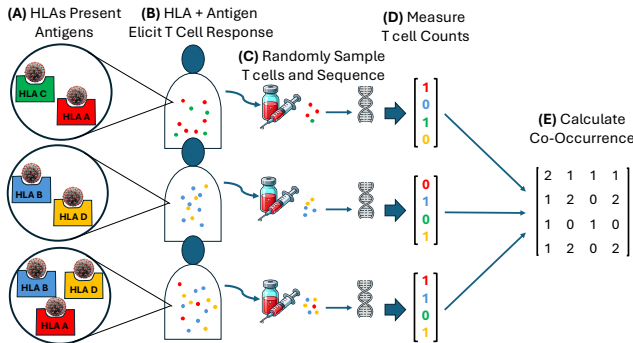 (A) HLAs Present
Antigens
(B) HLA + Antigen
Elicit T Cell Response
(C) Randomly Sample
T cells and Sequence
(D) Measure
T cell Counts
(E) Calculate
Co-Occurrence
HLA C
HLA A
1
0
1
0
HLA B
HLA D
0
1
0
1
HLA B
HLA D
HLA A
1
1
0
1
2 1 1 1
1 2 0 2
1 0 1 0
1 2 0 2